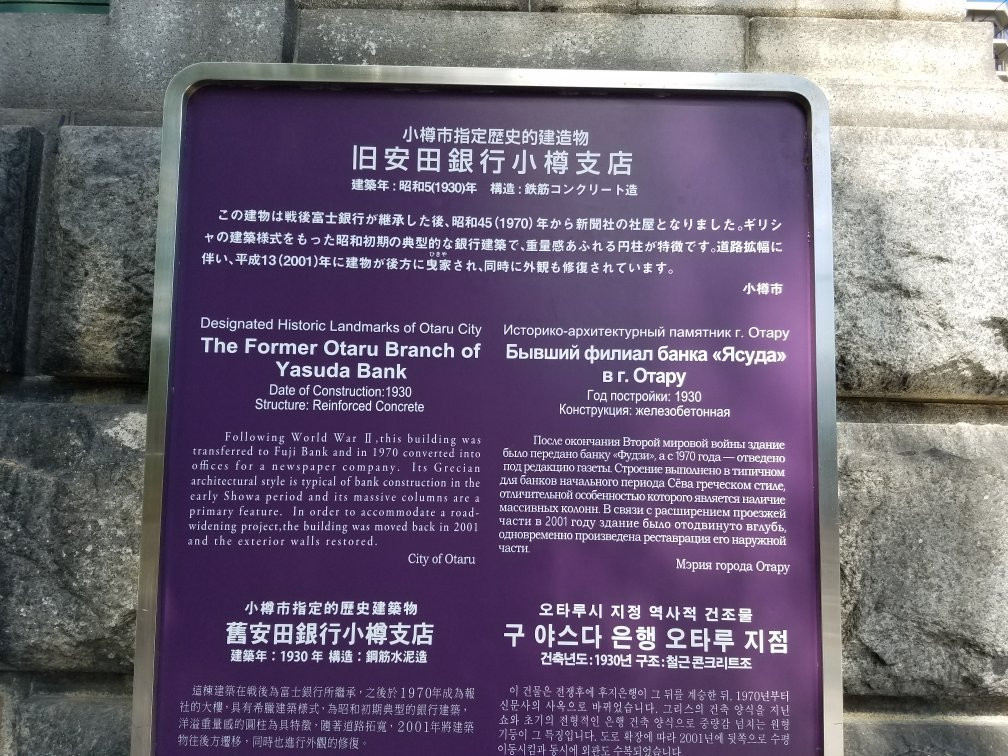 小樽市指定歴史的建造物
旧安田銀行小樽支店
建築年：昭和5(1930)年　構造：鉄筋コンクリート造
この建物は戦後富士銀行が継承した後、昭和45(1970)年から新聞社の社屋となりました。ギリシ
ャの建築様式をもった昭和初期の典型的な銀行建築で、重量感あふれる円柱が特徴です。道路拡幅に
ひきや
伴い、平成13(2001)年に建物が後方に曳家され、同時に外観も修復されています。
小樽市
Designated Historic Landmarks of Otaru City
The Former Otaru Branch of
Yasuda Bank
Date of Construction:1930
Structure: Reinforced Concrete
Following World War Ⅱ,this building was
transferred to Fuji Bank and in 1970 converted into
offices for a newspaper company. Its Grecian
architectural style is typical of bank construction in the
early Showa period and its massive columns are a
primary feature. In order to accommodate a road-
widening project,the building was moved back in 2001
and the exterior walls restored.
City of Otaru
Историко-архитектурный памятник г. Отару
Бывший филиал банка «Ясуда»
в г. Отару
Год постройки: 1930
Конструкция: железобетонная
После окончания Второй мировой войны здание
было передано банку «Фудзи», а с 1970 года — отведено
под редакцию газеты. Строение выполнено в типичном
для банков начального периода Сёва греческом стиле,
отличительной особенностью которого является наличие
массивных колонн. В связи с расширением проезжей
части в 2001 году здание было отодвинуто вглубь,
одновременно произведена реставрация его наружной
части.
Мэрия города Отару
小樽市指定的歷史建築物
舊安田銀行小樽支店
建築年：1930年 構造：鋼筋水泥造
這棟建築在戰後為富士銀行所繼承，之後於1970年成為報
社的大樓，具有希臘建築樣式，為昭和初期典型的銀行建築，
洋溢重量感的圓柱為具特徵，隨著道路拓寬，2001年將建築
物往後方遷移，同時也進行外觀的修復。
오타루시 지정 역사적 건조물
구 야스다 은행 오타루 지점
건축년도:1930년 구조:철근 콘크리트조
이 건물은 전쟁후에 후지은행이 그 뒤를 계승한 뒤, 1970년부터
신문사의 사옥으로 바뀌었습니다. 그리스의 건축 양식을 지닌
쇼와 초기의 전형적인 은행 건축 양식으로 중량감 넘치는 원형
기둥이 그 특징입니다. 도로 확장에 따라 2001년에 뒷쪽으로 수평
이동시킴과 동시에 외관도 수복되었습니다.